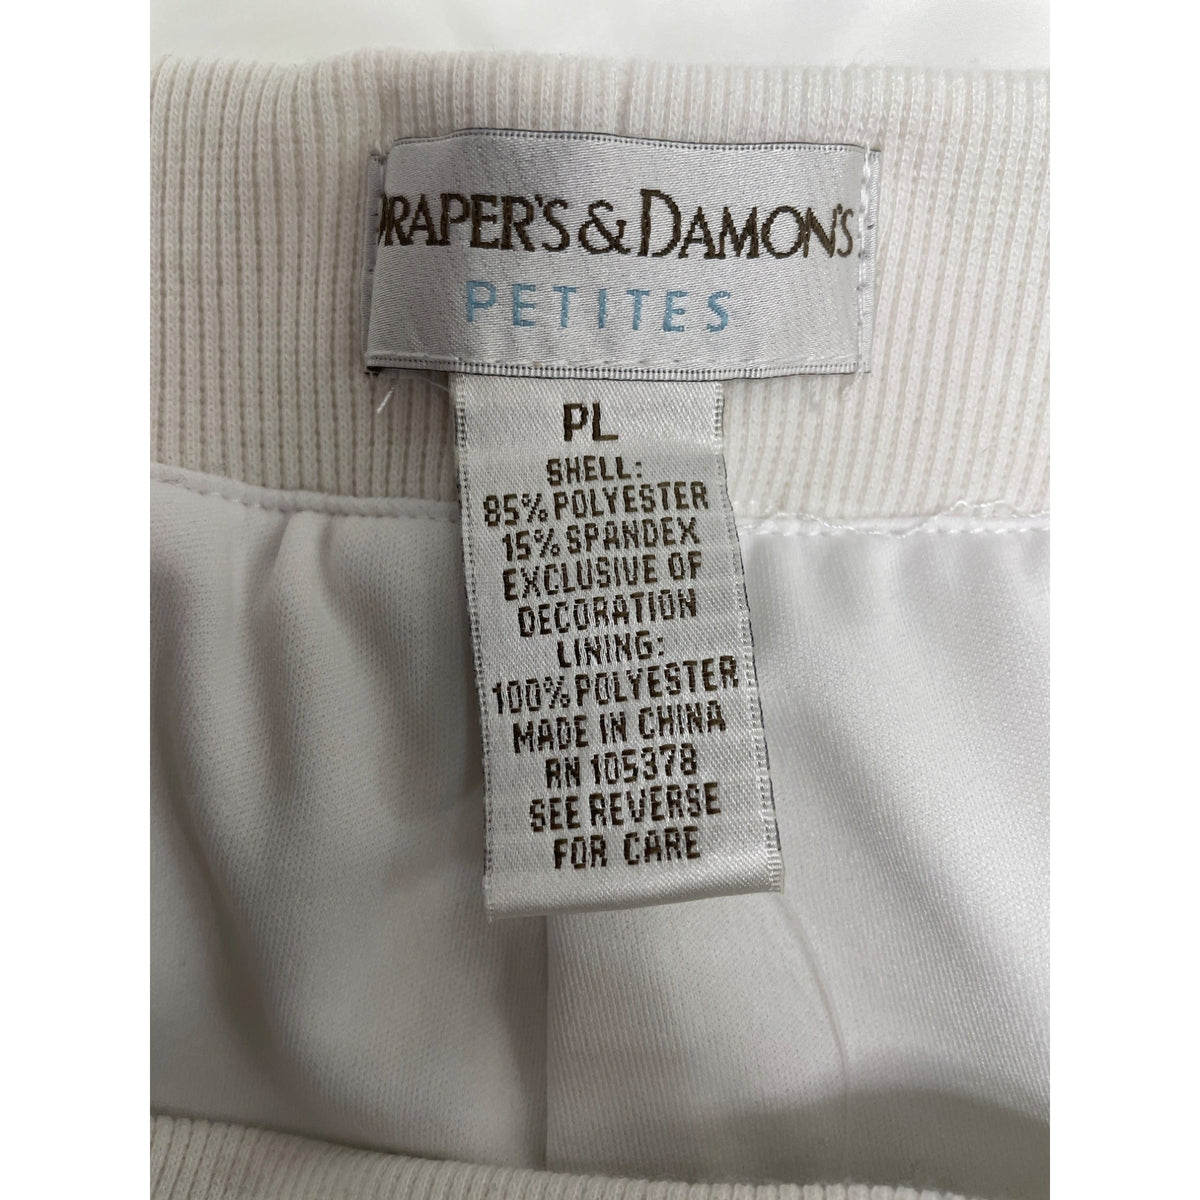 DRAPER'S & DAMON'S
PETITES
PL
SHELL:
85% POLYESTER
15% SPANDEX
EXCLUSIVE OF
DECORATION
LINING:
100% POLYESTER
MADE IN CHINA
RN 105378
SEE REVERSE
FOR CARE